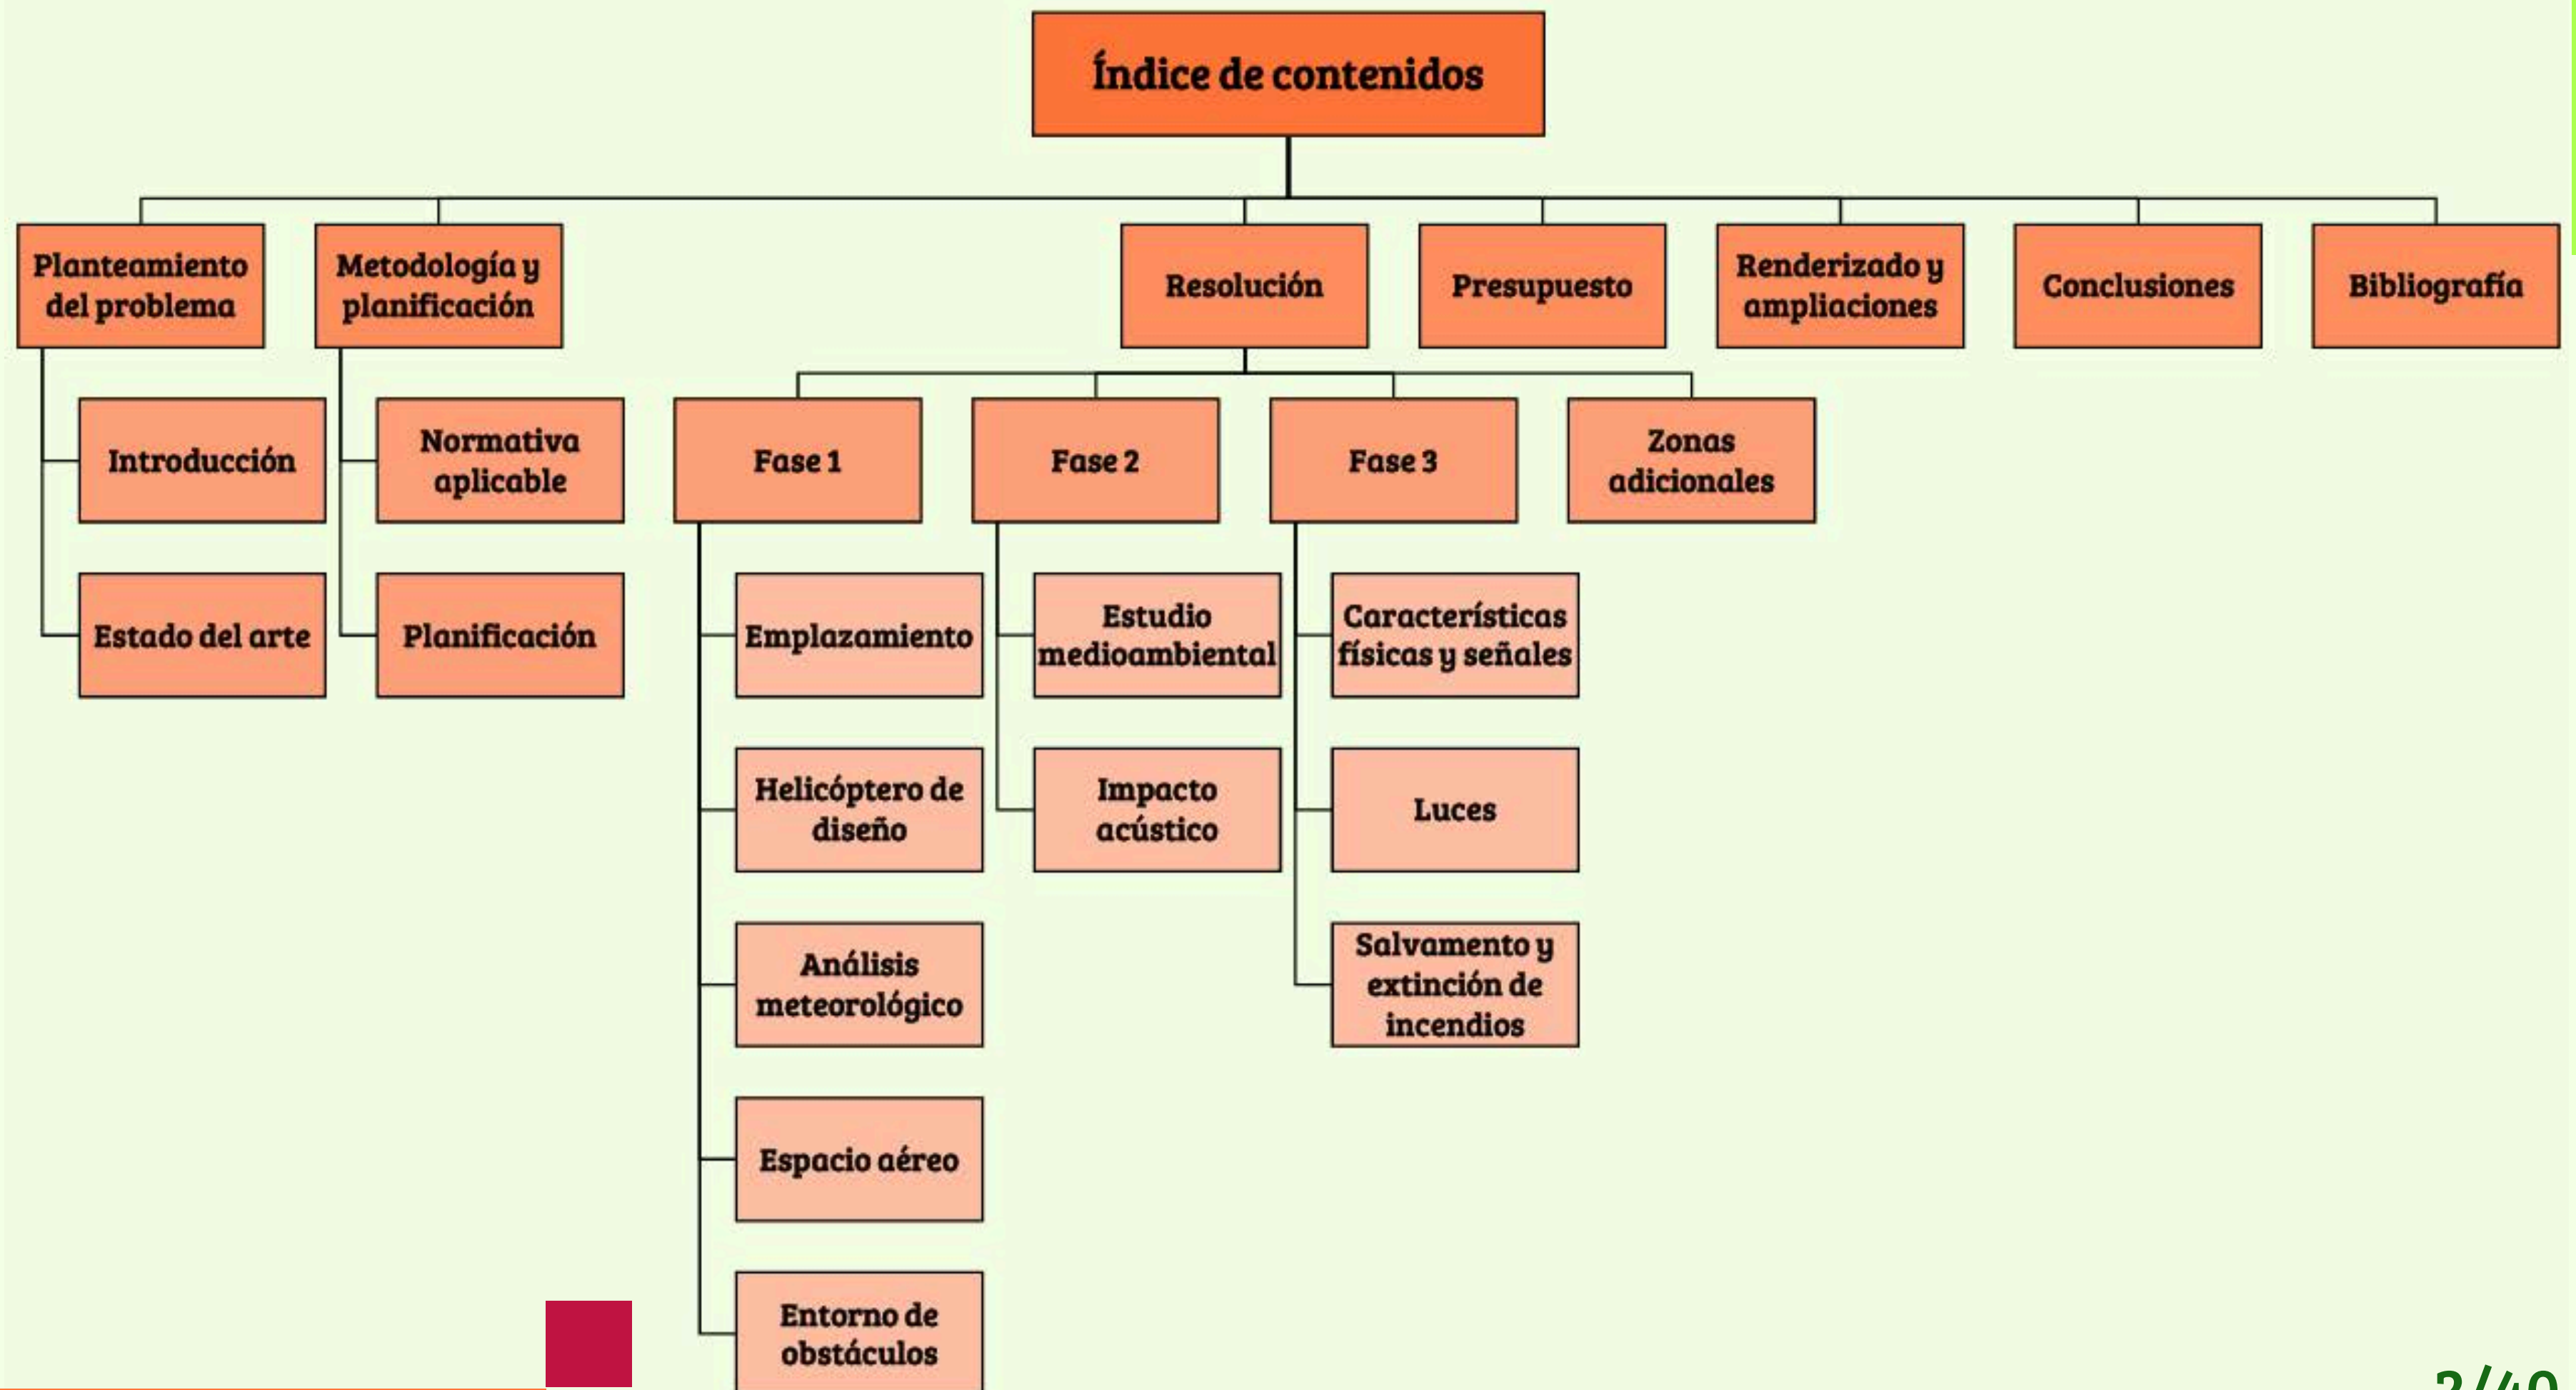 Índice de contenidos
Planteamiento
del problema
Metodología y
planificación
Resolución
Presupuesto
Renderizado y
ampliaciones
Conclusiones
Bibliografía
Introducción
Normativa
aplicable
Fase 1
Fase 2
Fase 3
Zonas
adicionales
Estado del arte
Planificación
Emplazamiento
Estudio
medioambiental
Características
físicas y señales
Helicóptero de
diseño
Impacto
acústico
Luces
Análisis
meteorológico
Salvamento y
extinción de
incendios
Espacio aéreo
Entorno de
obstáculos